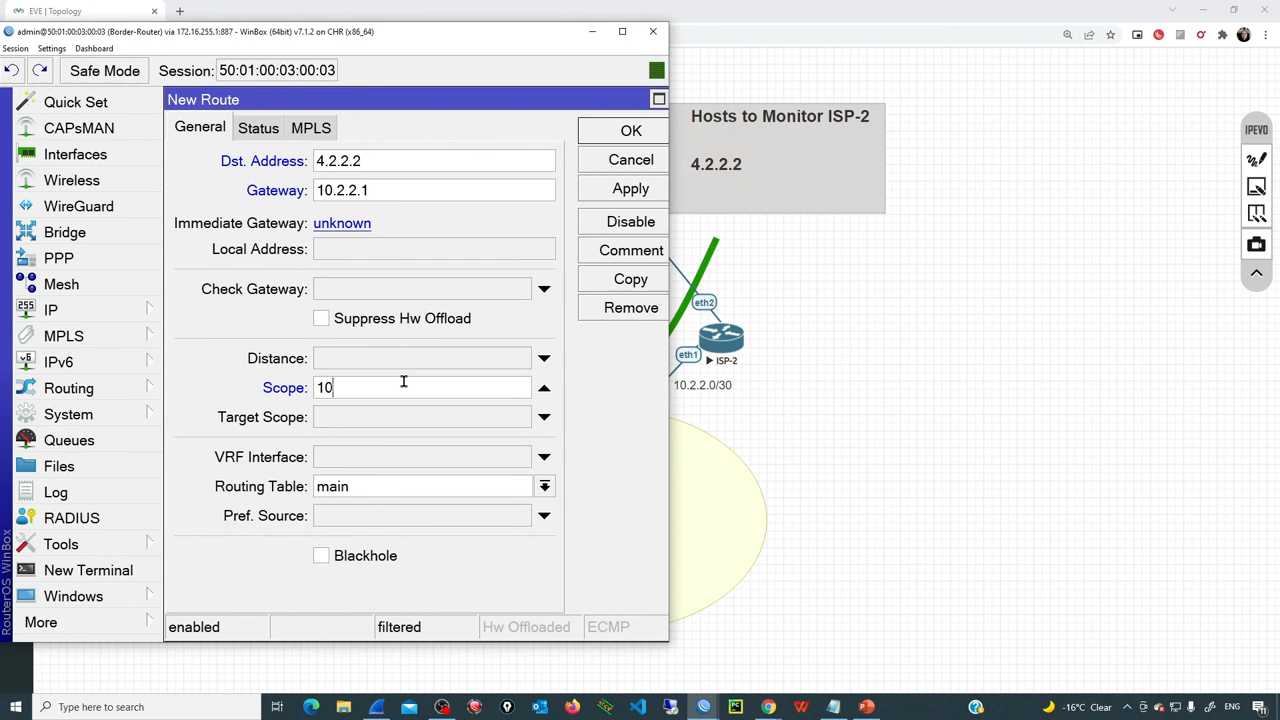 EVE | Topology
admin@50:01:00:03:00:03 (Border-Router) via 172.16.255.1:887 - WinBox (64bit) v7.1.2 on CHR (x86_64)
Session Settings Dashboard
Safe Mode Session: 50:01:00:03:00:03
Quick Set
CAPsMAN
Interfaces
Wireless
WireGuard
Bridge
PPP
Mesh
255 IP
MPLS
v6 IPv6
Routing
System
Queues
Files
Log
RADIUS
Tools
New Terminal
Windows
More
RouterOS WinBox
New Route
General Status MPLS
Dst. Address: 4.2.2.2
Gateway: 10.2.2.1
Immediate Gateway: unknown
Local Address:
Check Gateway:
Suppress Hw Offload
Distance:
Scope: 10
Target Scope:
VRF Interface:
Routing Table: main
Pref. Source:
Blackhole
OK
Cancel
Apply
Disable
Comment
Copy
Remove
enabled filtered Hw Offloaded ECMP
Hosts to Monitor ISP-2
4.2.2.2
eth2
eth1
ISP-2
10.2.2.0/30
IPEVO
Type here to search
-16°C Clear
ENG